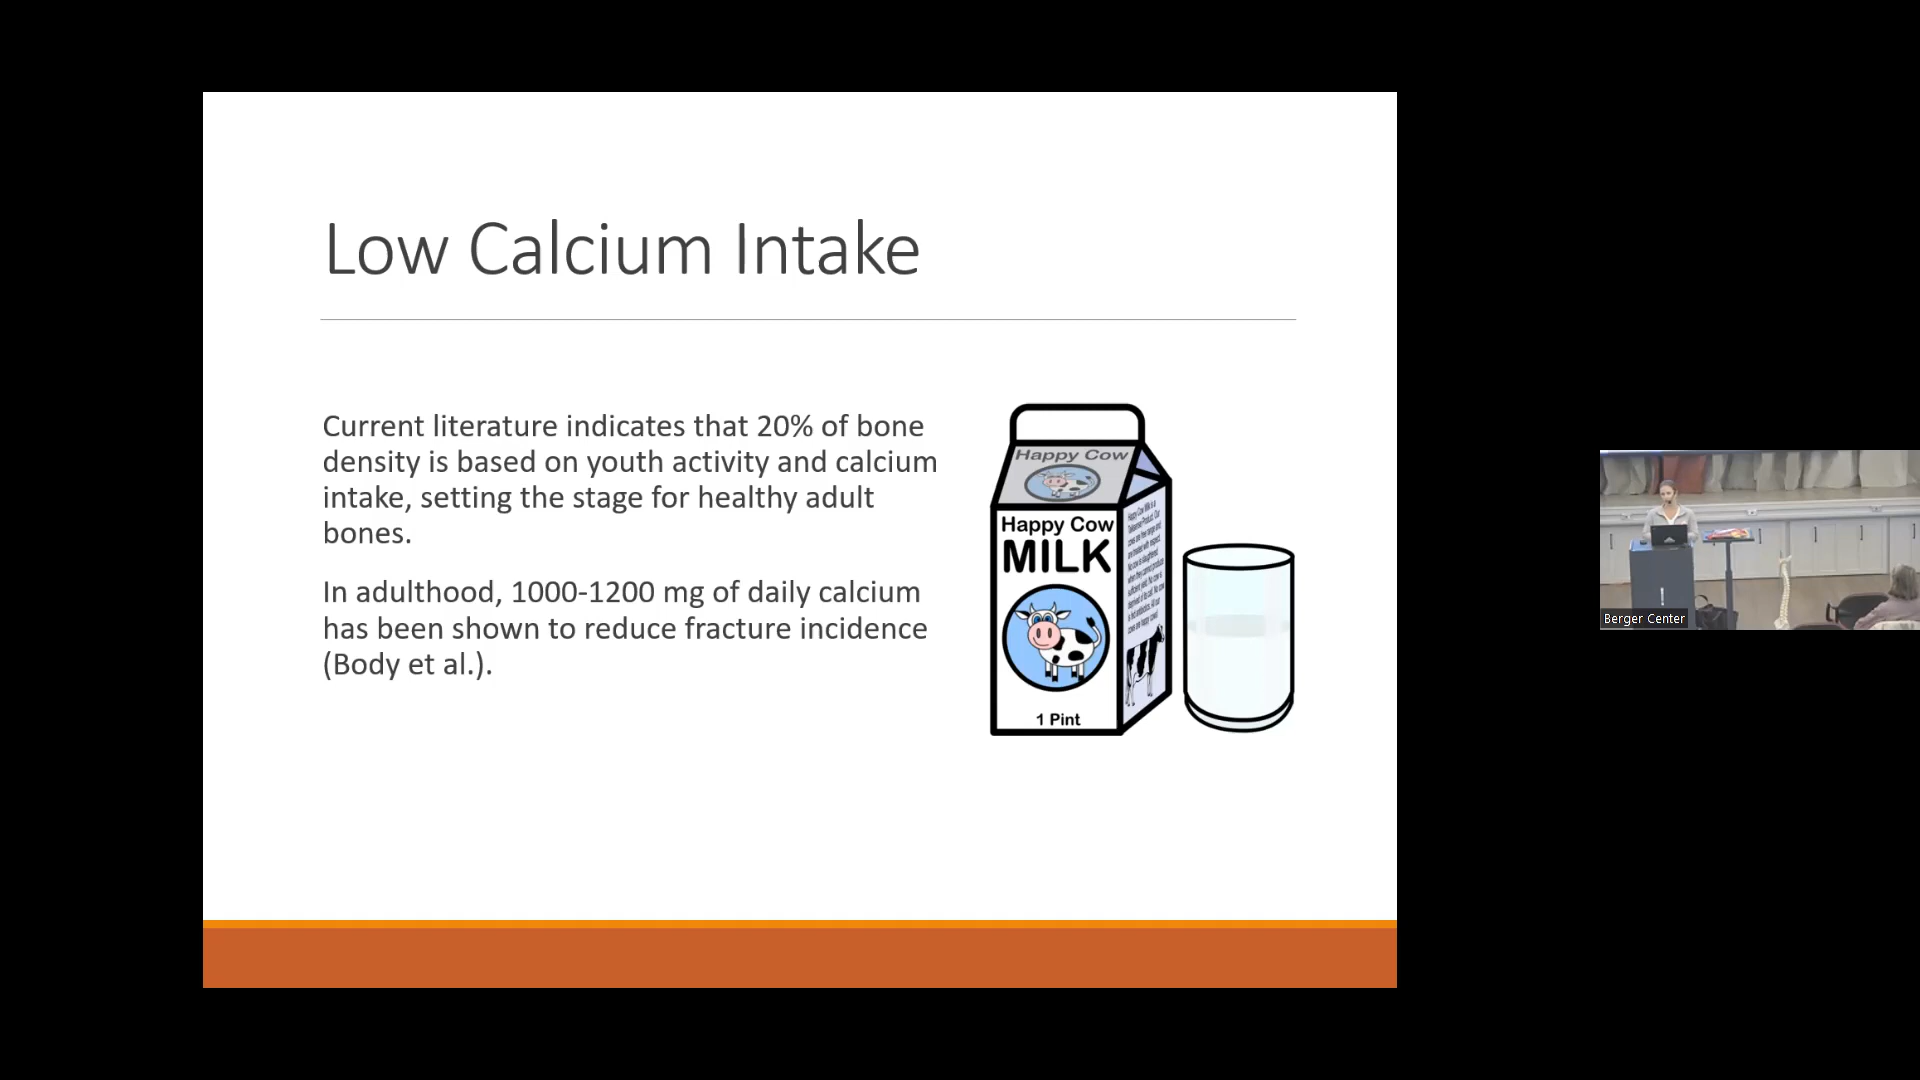 Low Calcium Intake
Current literature indicates that 20% of bone
density is based on youth activity and calcium
intake, setting the stage for healthy adult
bones.
In adulthood, 1000-1200 mg of daily calcium
has been shown to reduce fracture incidence
(Body et al.).
Happy Cow
Happy Cow
MILK
1 Pint
Berger Center